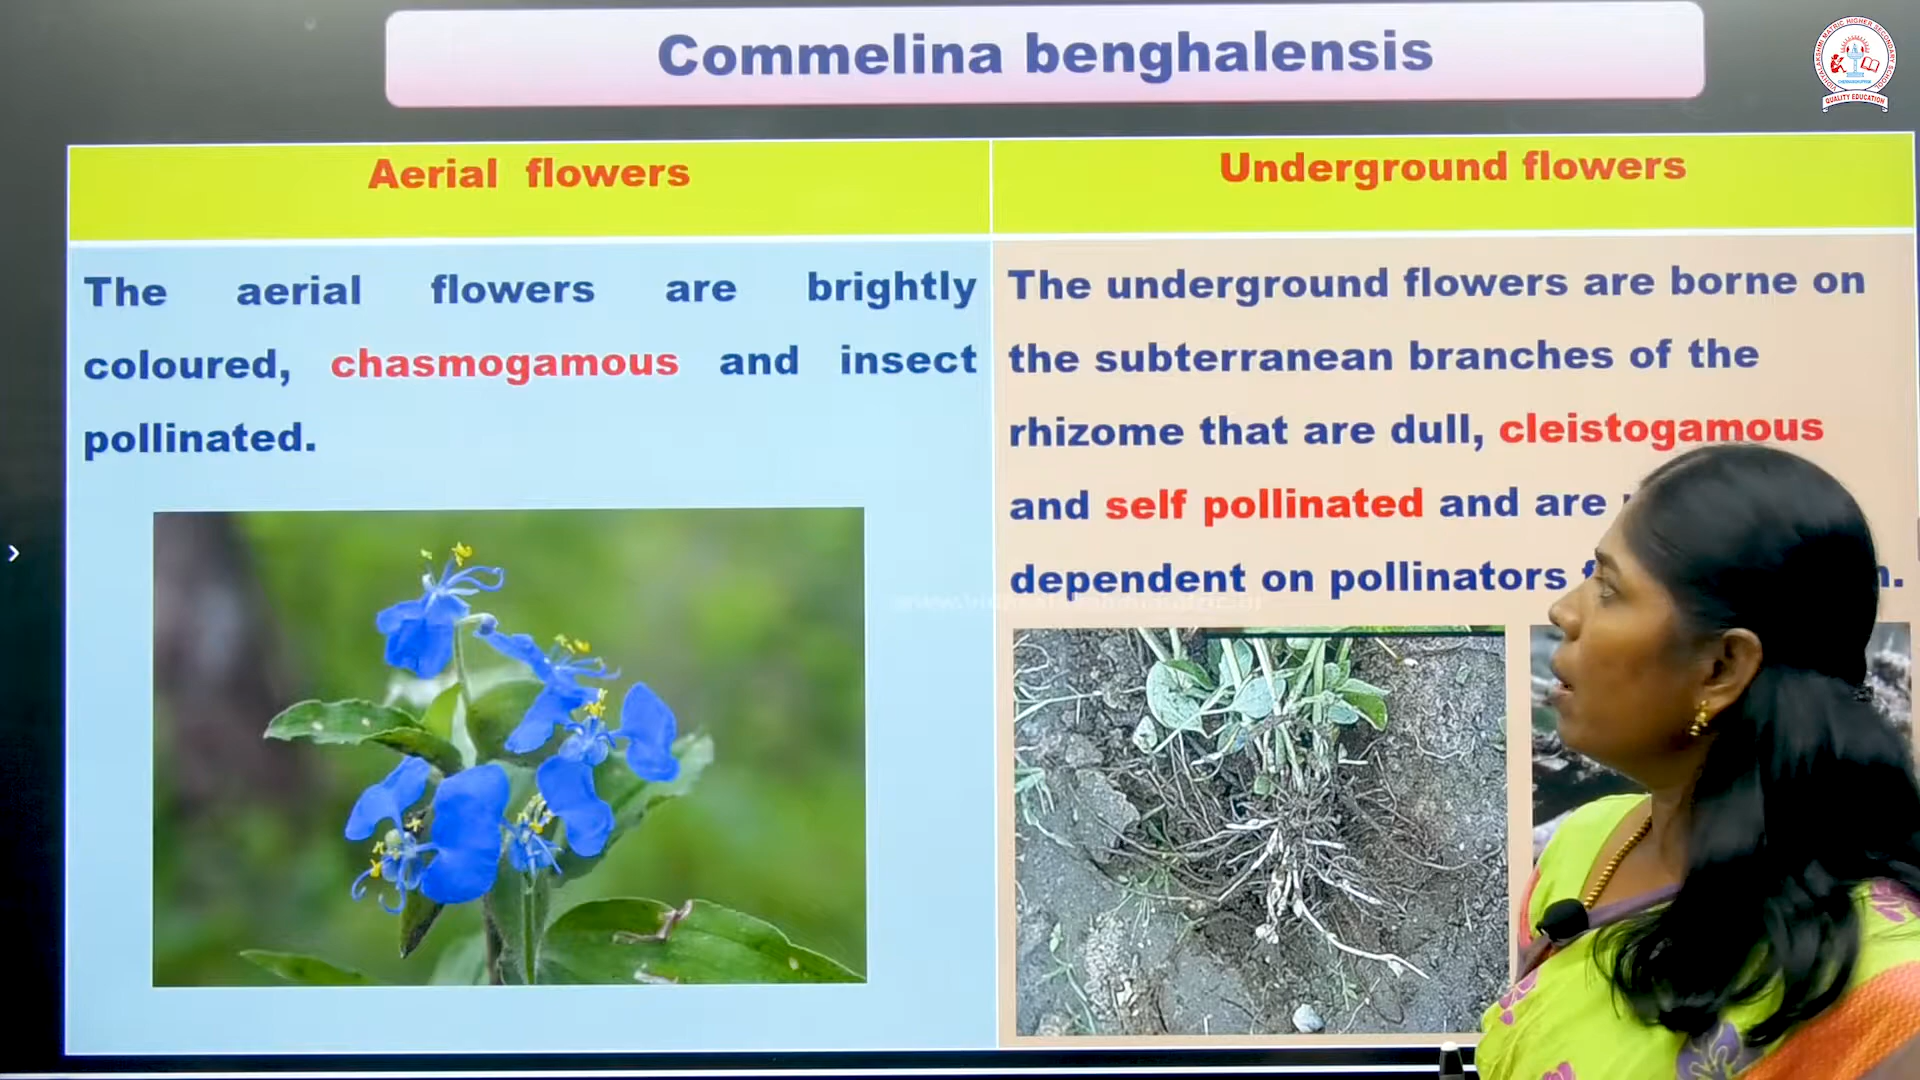 Commelina benghalensis
Aerial flowers
Underground flowers
The aerial flowers are brightly
coloured, chasmogamous and insect
pollinated.
The underground flowers are borne on
the subterranean branches of the
rhizome that are dull, cleistogamous
and self pollinated and are
dependent on pollinators
QUALITY EDUCATION